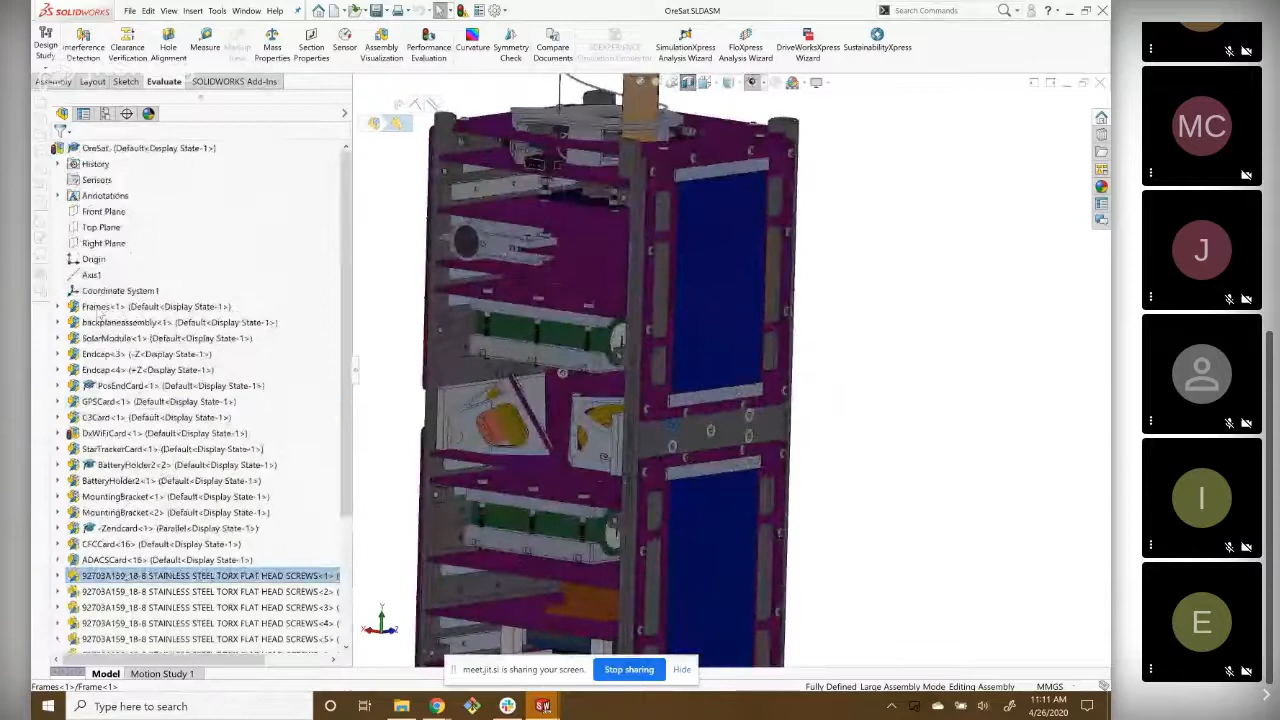 SOLIDWORKS
File Edit View Insert Tools Window
OreSat.SLDASM
Search Commands
Design Study
Interference Detection
Clearance Verification
Hole Alignment
Measure
Markup View
Mass Properties
Section Properties
Sensor
Assembly Visualization
Performance Evaluation
Curvature
Symmetry Check
Compare Documents
SimulationXpress Analysis Wizard
FloXpress Analysis Wizard
DriveWorksXpress Wizard
SustainabilityXpress
Assembly Layout Sketch Evaluate SOLIDWORKS Add-Ins
OreSat (Default<Display State-1>)
History
Sensors
Annotations
Front Plane
Top Plane
Right Plane
Origin
Axis1
Coordinate System1
Frames<1> (Default<Display State-1>)
backplaneassembly<1> (Default<Display State-1>)
SolarModule<1> (Default<Display State-1>)
Endcap<3> (-Z<Display State-1>)
Endcap<4> (+Z<Display State-1>)
PosEndCard<1> (Default<Display State-1>)
GPSCard<1> (Default<Display State-1>)
C3Card<1> (Default<Display State-1>)
DxWiFiCard<1> (Default<Display State-1>)
StarTrackerCard<1> (Default<Display State-1>)
BatteryHolder2<2> (Default<Display State-1>)
BatteryHolder2<1> (Default<Display State-1>)
MountingBracket<1> (Default<Display State-1>)
MountingBracket<2> (Default<Display State-1>)
-Zendcard<1> (Parallel<Display State-1>)
CFCCard<16> (Default<Display State-1>)
ADACSCard<16> (Default<Display State-1>)
92703A159_18-8 STAINLESS STEEL TORX FLAT HEAD SCREWS<1> (
92703A159_18-8 STAINLESS STEEL TORX FLAT HEAD SCREWS<2> (
92703A159_18-8 STAINLESS STEEL TORX FLAT HEAD SCREWS<3> (
92703A159_18-8 STAINLESS STEEL TORX FLAT HEAD SCREWS<4> (
92703A159_18-8 STAINLESS STEEL TORX FLAT HEAD SCREWS<5> (
Y
X
Z
Model Motion Study 1
meet.jit.si is sharing your screen.
Stop sharing
Hide
Frames<1>/Frame<1>
Fully Defined Large Assembly Mode Editing Assembly
MMGS
Type here to search
11:11 AM
4/26/2020
MC
J
I
E